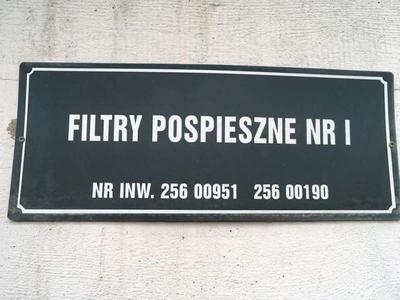 FILTRY POSPIESZNE NR I
NR INW. 256 00951 256 00190